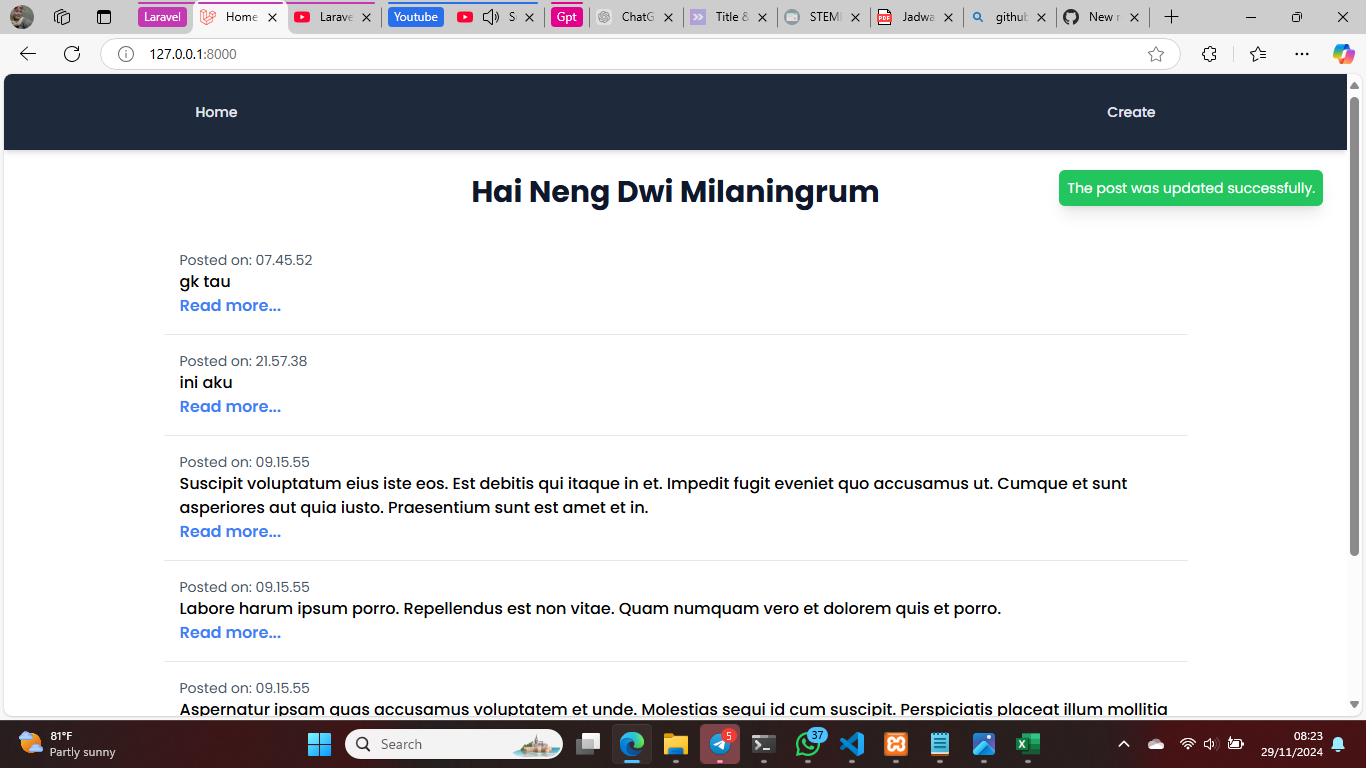 Laravel
Home
Larave
Youtube
S
Gpt
ChatG
Title &
STEM
Jadwa
github
New r
127.0.0.1:8000
Home
Create
Hai Neng Dwi Milaningrum
The post was updated successfully.
Posted on: 07.45.52
gk tau
Read more...
Posted on: 21.57.38
ini aku
Read more...
Posted on: 09.15.55
Suscipit voluptatum eius iste eos. Est debitis qui itaque in et. Impedit fugit eveniet quo accusamus ut. Cumque et sunt
asperiores aut quia iusto. Praesentium sunt est amet et in.
Read more...
Posted on: 09.15.55
Labore harum ipsum porro. Repellendus est non vitae. Quam numquam vero et dolorem quis et porro.
Read more...
Posted on: 09.15.55
Aspernatur ipsam quas accusamus voluptatem et unde. Molestias sequi id cum suscipit. Perspiciatis placeat illum mollitia
81°F
Partly sunny
Search
5
37
08:23
29/11/2024